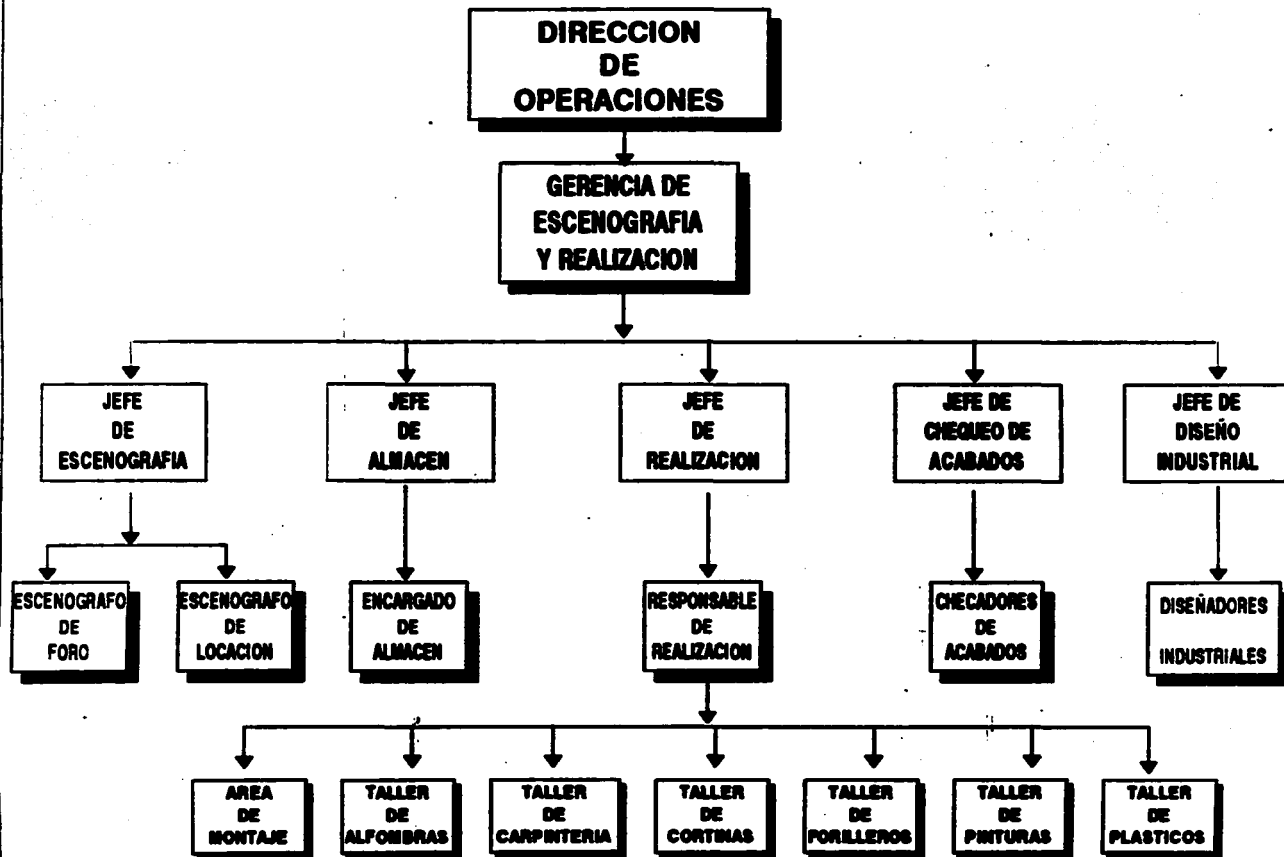 DIRECCION
DE
OPERACIONES
GERENCIA DE
ESCENOGRAFIA
Y REALIZACION
JEFE
DE
ESCENOGRAFIA
JEFE
DE
ALMACEN
JEFE
DE
REALIZACION
JEFE DE
CHEQUEO DE
ACABADOS
JEFE DE
DISEÑO
INDUSTRIAL
ESCENOGRAFO
DE
FORO
ESCENOGRAFO
DE
LOCACION
ENCARGADO
DE
ALMACEN
RESPONSABLE
DE
REALIZACION
CHECADORES
DE
ACABADOS
DISEÑADORES
INDUSTRIALES
AREA
DE
MONTAJE
TALLER
DE
ALFOMBRAS
TALLER
DE
CARPINTERIA
TALLER
DE
CORTINAS
TALLER
DE
FORILLEROS
TALLER
DE
PINTURAS
TALLER
DE
PLASTICOS